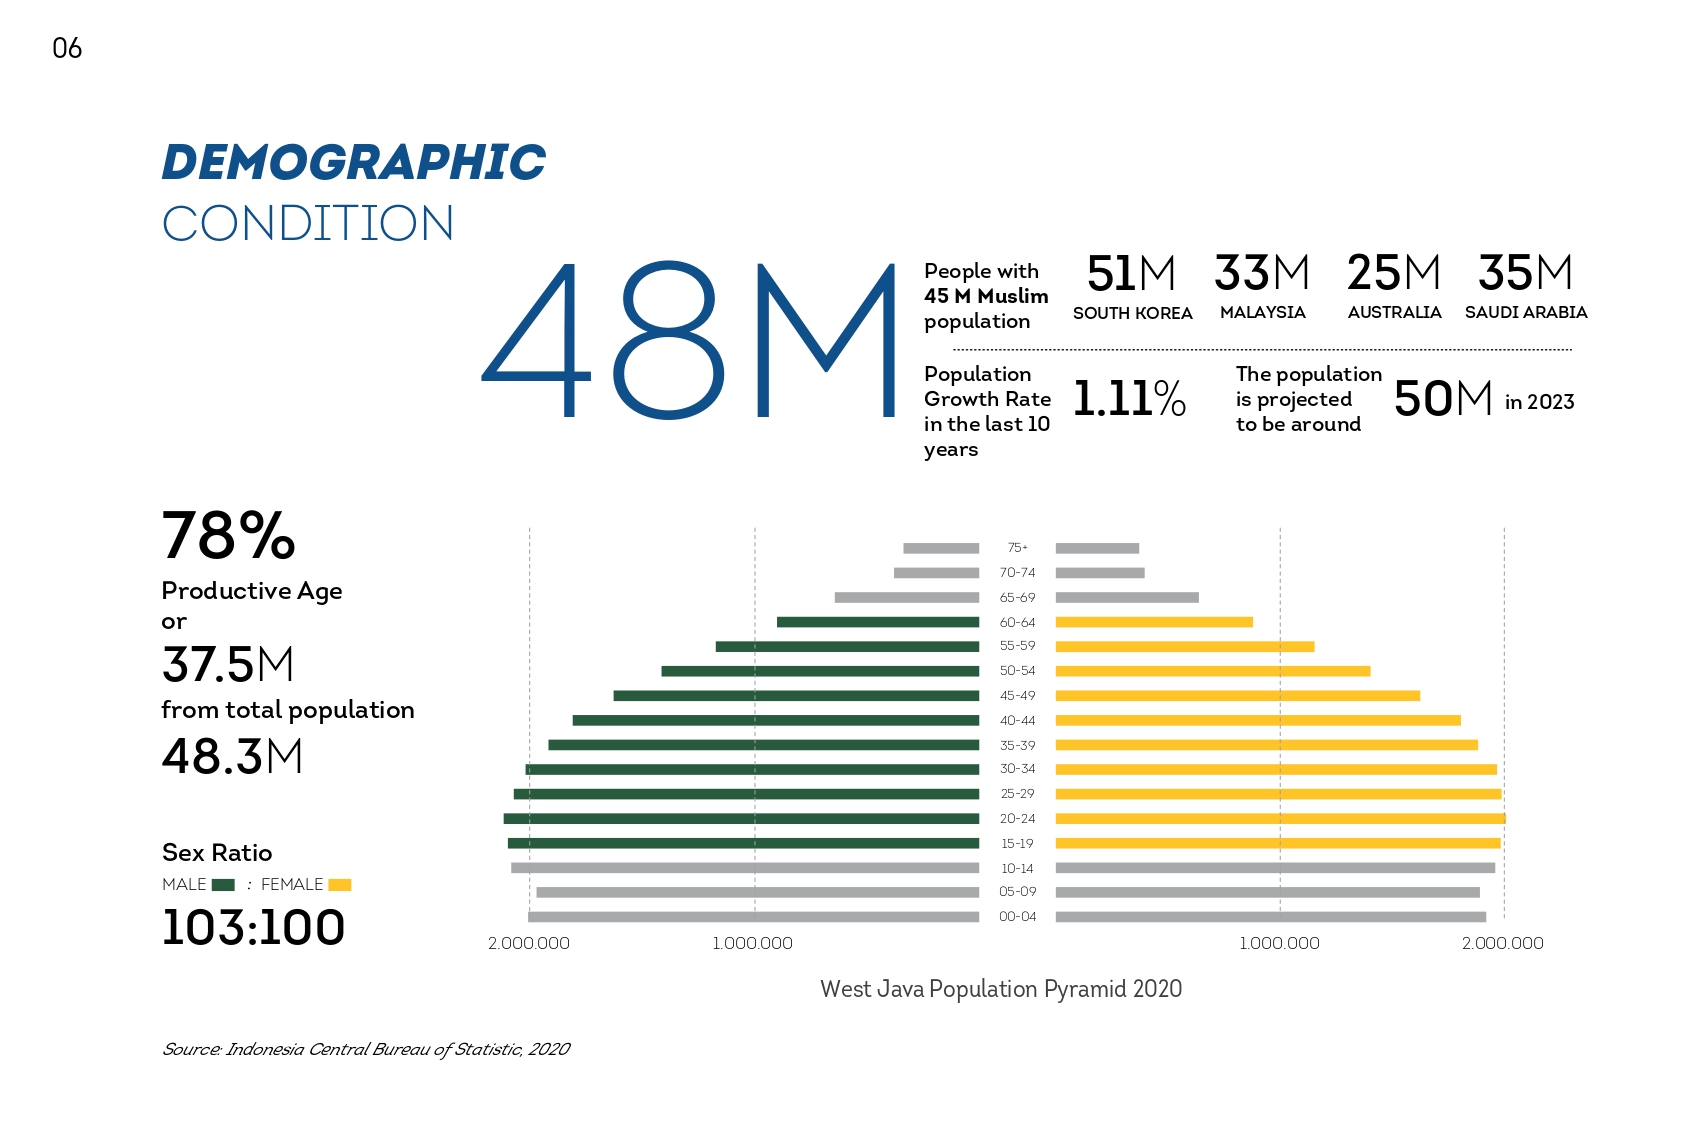 06
DEMOGRAPHIC
CONDITION
48M
People with
45 M Muslim
population
51M
SOUTH KOREA
33M
MALAYSIA
25M
AUSTRALIA
35M
SAUDI ARABIA
Population
Growth Rate
in the last 10
years
1.11%
The population
is projected
to be around
50M in 2023
78%
Productive Age
or
37.5M
from total population
48.3M
Sex Ratio
MALE : FEMALE
103:100
75+
70-74
65-69
60-64
55-59
50-54
45-49
40-44
35-39
30-34
25-29
20-24
15-19
10-14
05-09
00-04
2.000.000 1.000.000 1.000.000 2.000.000
West Java Population Pyramid 2020
Source: Indonesia Central Bureau of Statistic, 2020